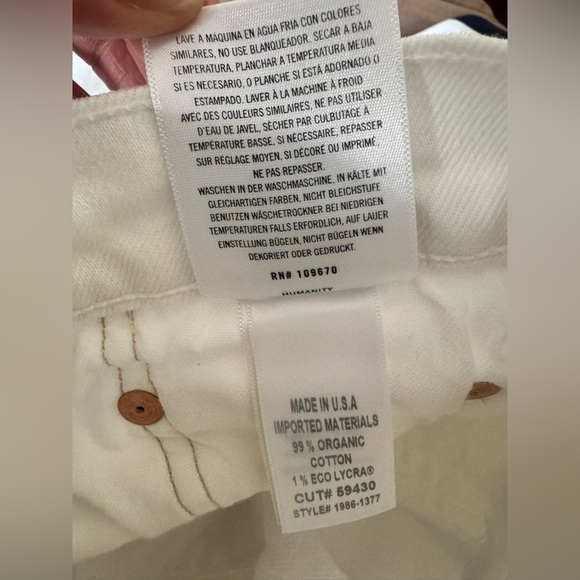 LAVE A MAQUINA EN AGUA FRIA CON COLORES
SIMILARES, NO USE BLANQUEADOR. SECAR A BAJA
TEMPERATURA, PLANCHAR A TEMPERATURA MEDIA
SI ES NECESARIO, O PLANCHE SI ESTÁ ADORNADO O
ESTAMPADO. LAVER À LA MACHINE À FROID
AVEC DES COULEURS SIMILAIRES, NE PAS UTILISER
D'EAU DE JAVEL, SÉCHER PAR CULBUTAGE À
TEMPÉRATURE BASSE, SI NÉCESSAIRE, REPASSER
SUR RÉGLAGE MOYEN, SI DÉCORÉ OU IMPRIMÉ,
NE PAS REPASSER.
WASCHEN IN DER WASCHMASCHINE, IN KÄLTE MIT
GLEICHARTIGEN FARBEN, NICHT BLEICHSTUFE
BENUTZEN WÄSCHETROCKNER BEI NIEDRIGEN
TEMPERATUREN FALLS ERFORDLICH, AUF LAUER
EINSTELLUNG BÜGELN, NICHT BÜGELN WENN
DEKORIERT ODER GEDRUCKT.
RN# 109670
HUMANITY
MADE IN U.S.A
IMPORTED MATERIALS
99 % ORGANIC
COTTON
1 % ECO LYCRA®
CUT# 59430
STYLE# 1986-1377